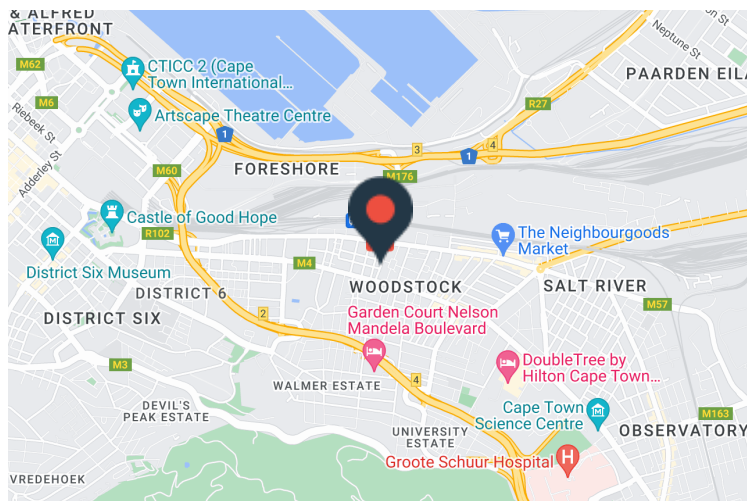 & ALFRED
ATERFRONT
M62
CTICC 2 (Cape
Town International...
Neptune St
PAARDEN EILA
M6
Riebeek St
Artscape Theatre Centre
R27
1
3
4
1
Adderley St
M60
FORESHORE
M176
Castle of Good Hope
R102
The Neighbourgoods
Market
District Six Museum
M4
WOODSTOCK
SALT RIVER
DISTRICT 6
M57
DISTRICT SIX
2
Garden Court Nelson
Mandela Boulevard
M3
DoubleTree by
Hilton Cape Town...
4
WALMER ESTATE
DEVIL'S
PEAK ESTATE
Cape Town
Science Centre
M163
UNIVERSITY
ESTATE
OBSERVATORY
Groote Schuur Hospital
H
VREDEHOEK